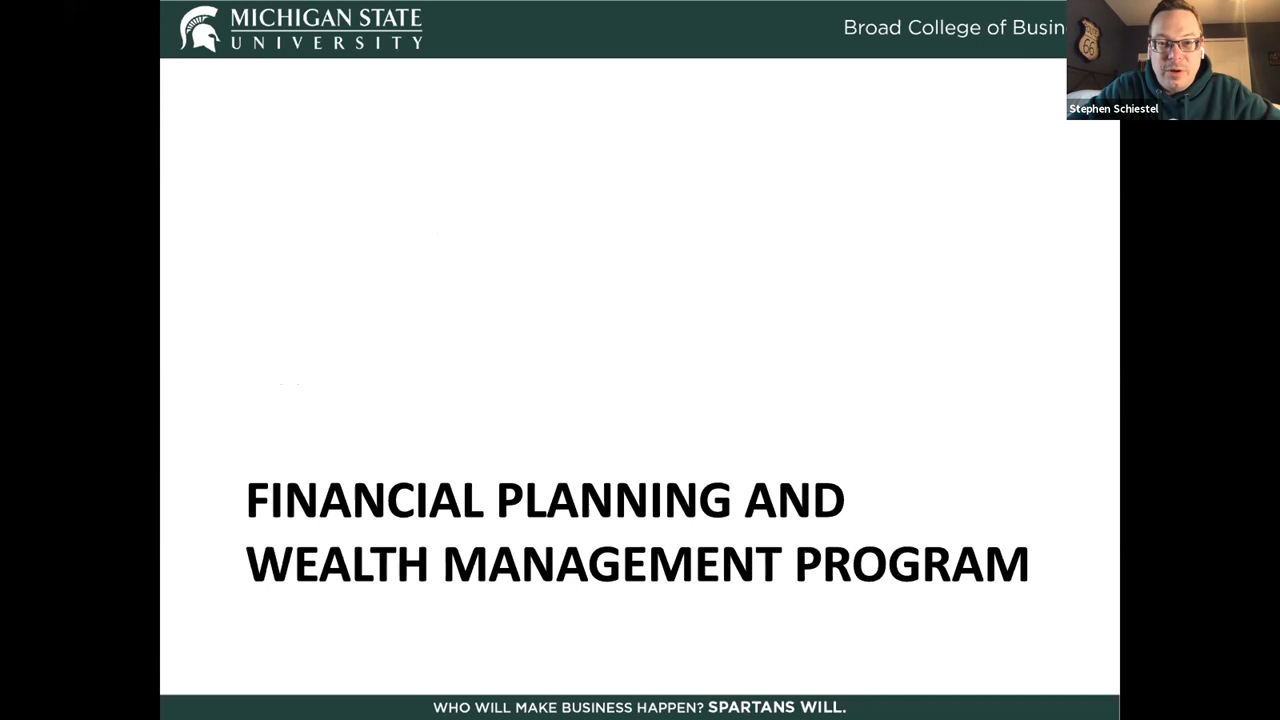 MICHIGAN STATE
UNIVERSITY
Broad College of
66
Stephen Schiestel
FINANCIAL PLANNING AND
WEALTH MANAGEMENT PROGRAM
WHO WILL MAKE BUSINESS HAPPEN? SPARTANS WILL.